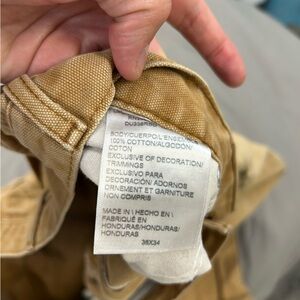 BODY/CUERPO/L'ENSEMBLE
100% COTTON/ALGODÓN/
COTON
EXCLUSIVE OF DECORATION/
TRIMMINGS
EXCLUSIVO PARA
DECORACIÓN/ ADORNOS
ORNEMENT ET GARNITURE
NON COMPRIS
MADE IN \ HECHO EN \
FABRIQUÉ EN
HONDURAS/HONDURAS/
HONDURAS
36X34